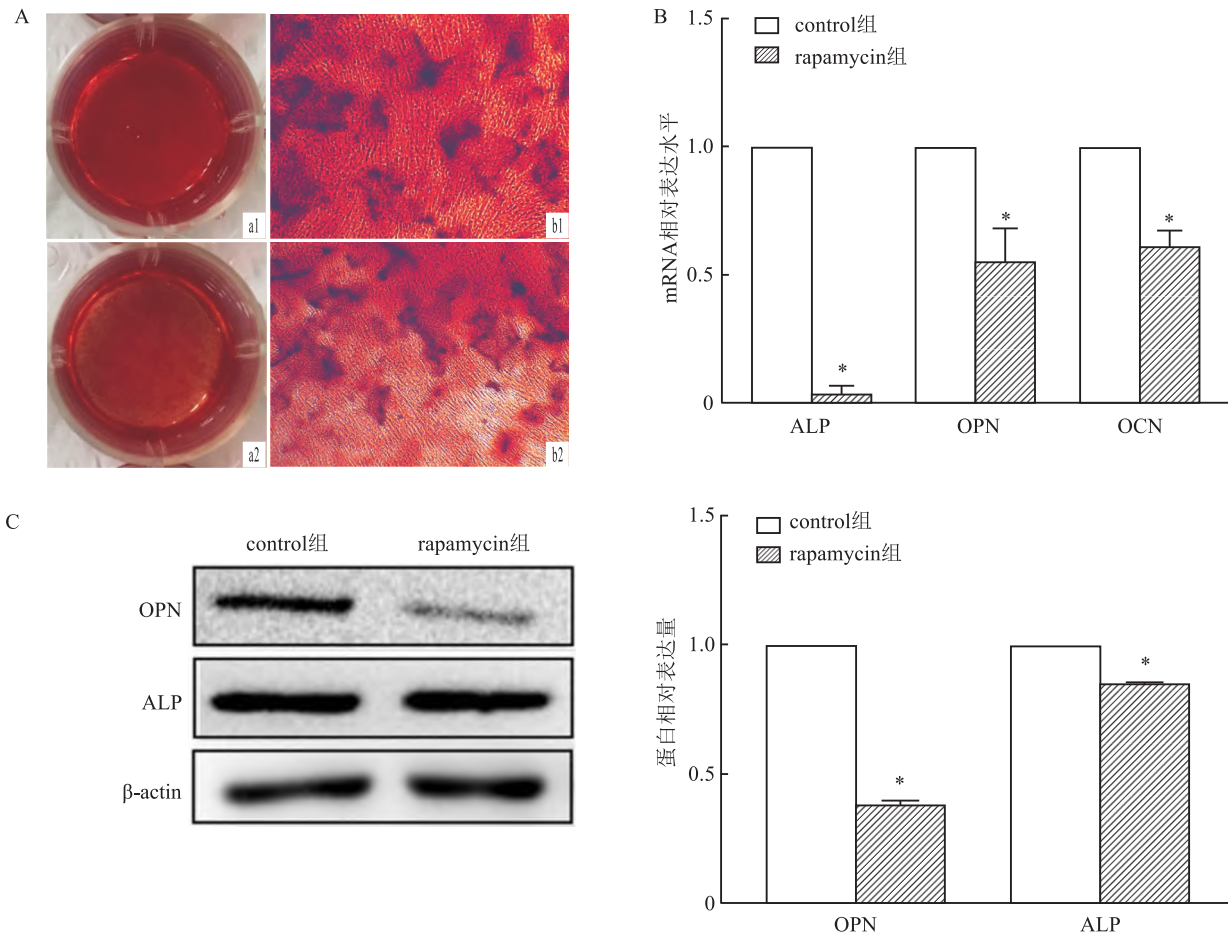 A
a1
b1
a2
b2
B
control组
rapamycin组
mRNA相对表达水平
1.5
1.0
0.5
0
*
*
*
ALP
OPN
OCN
C
control组
rapamycin组
OPN
ALP
β-actin
control组
rapamycin组
蛋白相对表达量
1.5
1.0
0.5
0
*
*
OPN
ALP